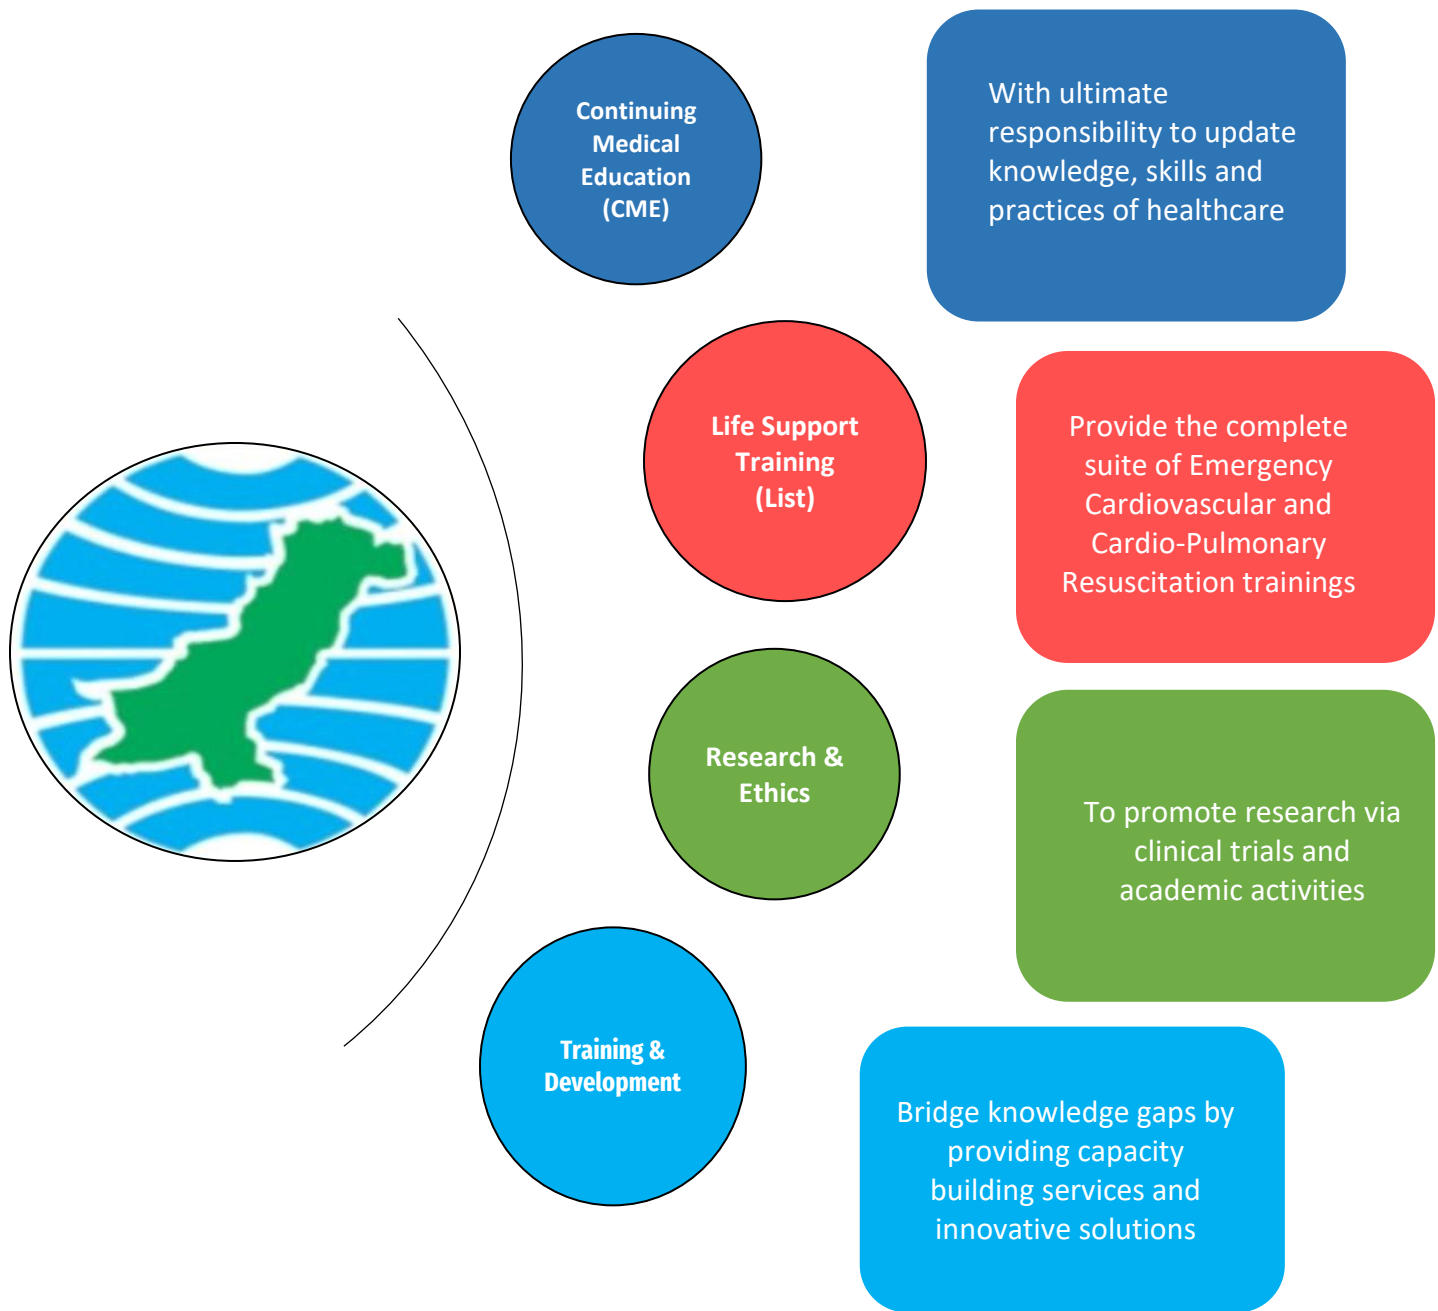 Continuing
Medical
Education
(CME)
With ultimate
responsibility to update
knowledge, skills and
practices of healthcare
Life Support
Training
(List)
Provide the complete
suite of Emergency
Cardiovascular and
Cardio-Pulmonary
Resuscitation trainings
Research &
Ethics
To promote research via
clinical trials and
academic activities
Training &
Development
Bridge knowledge gaps by
providing capacity
building services and
innovative solutions